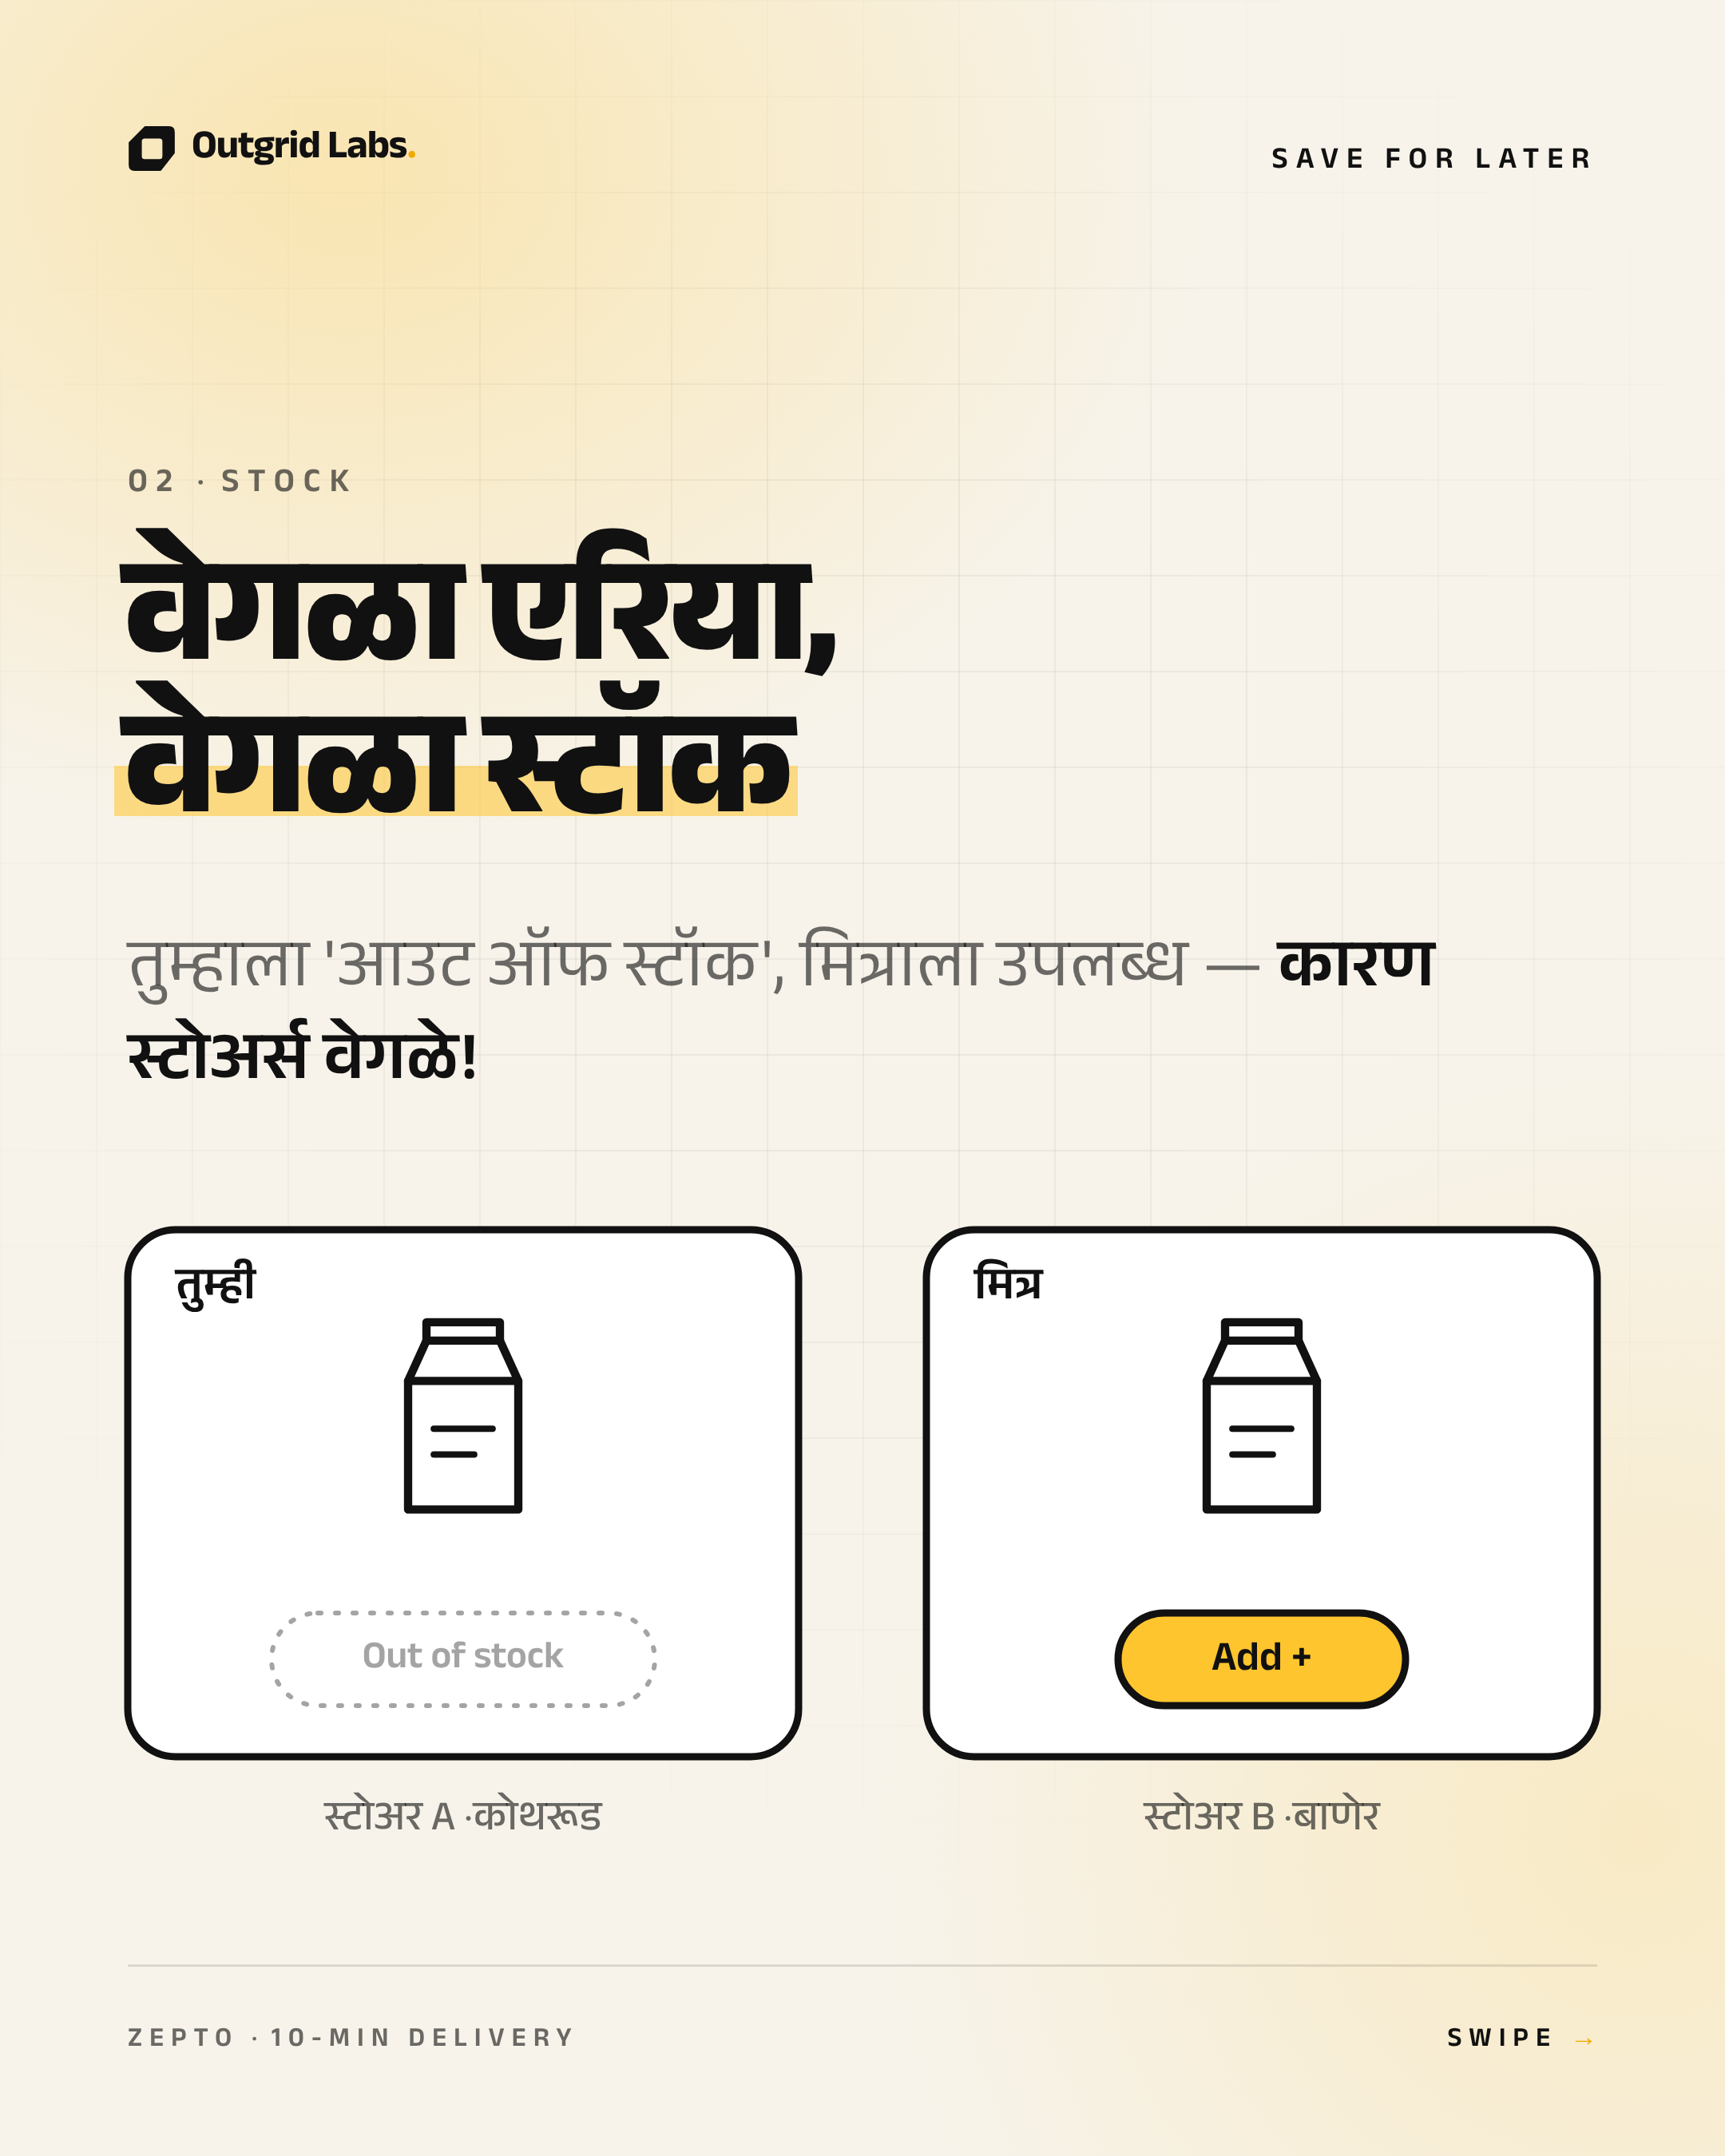 Outgrid Labs.
SAVE FOR LATER
02 · STOCK
वेगळा एरिया,
वेगळा स्टॉक
तुम्हाला 'आउट ऑफ स्टॉक', मित्राला उपलब्ध — कारण
स्टोअर्स वेगळे!
तुम्ही
मित्र
Out of stock
Add +
स्टोअर A · कोथरूड
स्टोअर B · बाणेर
ZEPTO · 10-MIN DELIVERY
SWIPE →